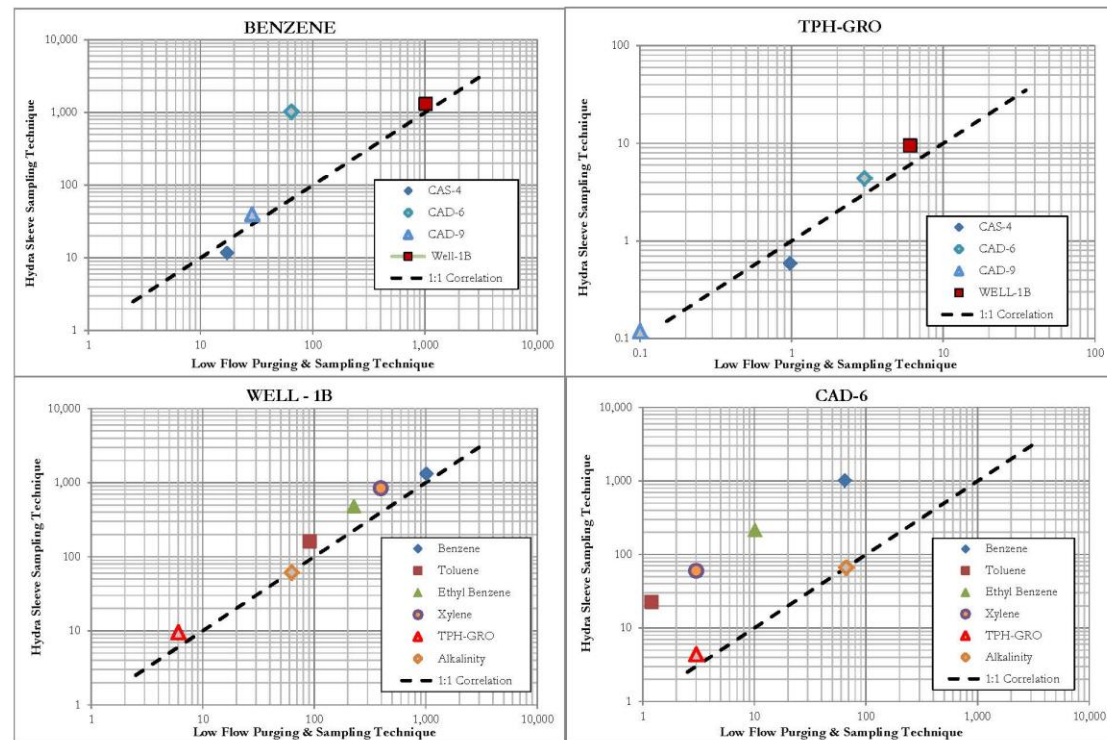 BENZENE
10,000
1,000
100
10
1
1
10
100
1,000
10,000
Hydra Sleeve Sampling Technique
Low Flow Purging & Sampling Technique
CAS-4
CAD-6
CAD-9
Well-1B
1:1 Correlation
TPH-GRO
100
10
1
0.1
0.1
1
10
100
Hydra Sleeve Sampling Technique
Low Flow Purging & Sampling Technique
CAS-4
CAD-6
CAD-9
WELL-1B
1:1 Correlation
WELL - 1B
10,000
1,000
100
10
1
1
10
100
1,000
10,000
Hydra Sleeve Sampling Technique
Low Flow Purging & Sampling Technique
Benzene
Toluene
Ethyl Benzene
Xylene
TPH-GRO
Alkalinity
1:1 Correlation
CAD-6
10,000
1,000
100
10
1
1
10
100
1,000
10,000
Hydra Sleeve Sampling Technique
Low Flow Purging & Sampling Technique
Benzene
Toluene
Ethyl Benzene
Xylene
TPH-GRO
Alkalinity
1:1 Correlation